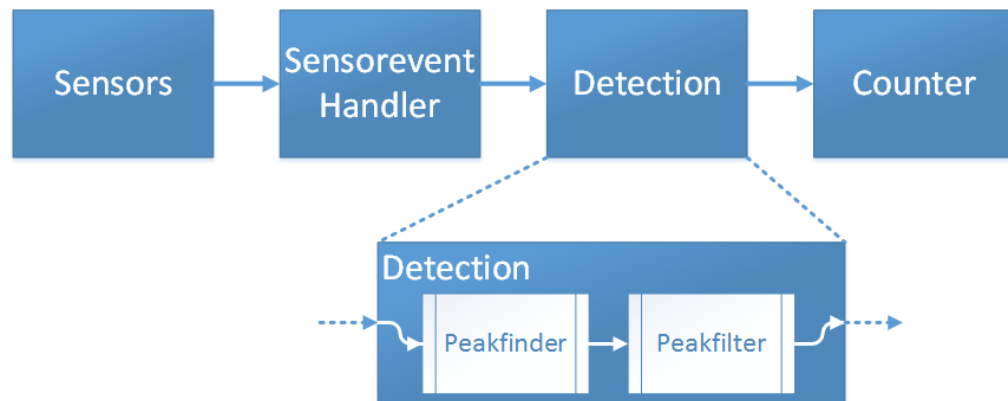 Sensors
Sensorevent
Handler
Detection
Counter
Detection
Peakfinder
Peakfilter